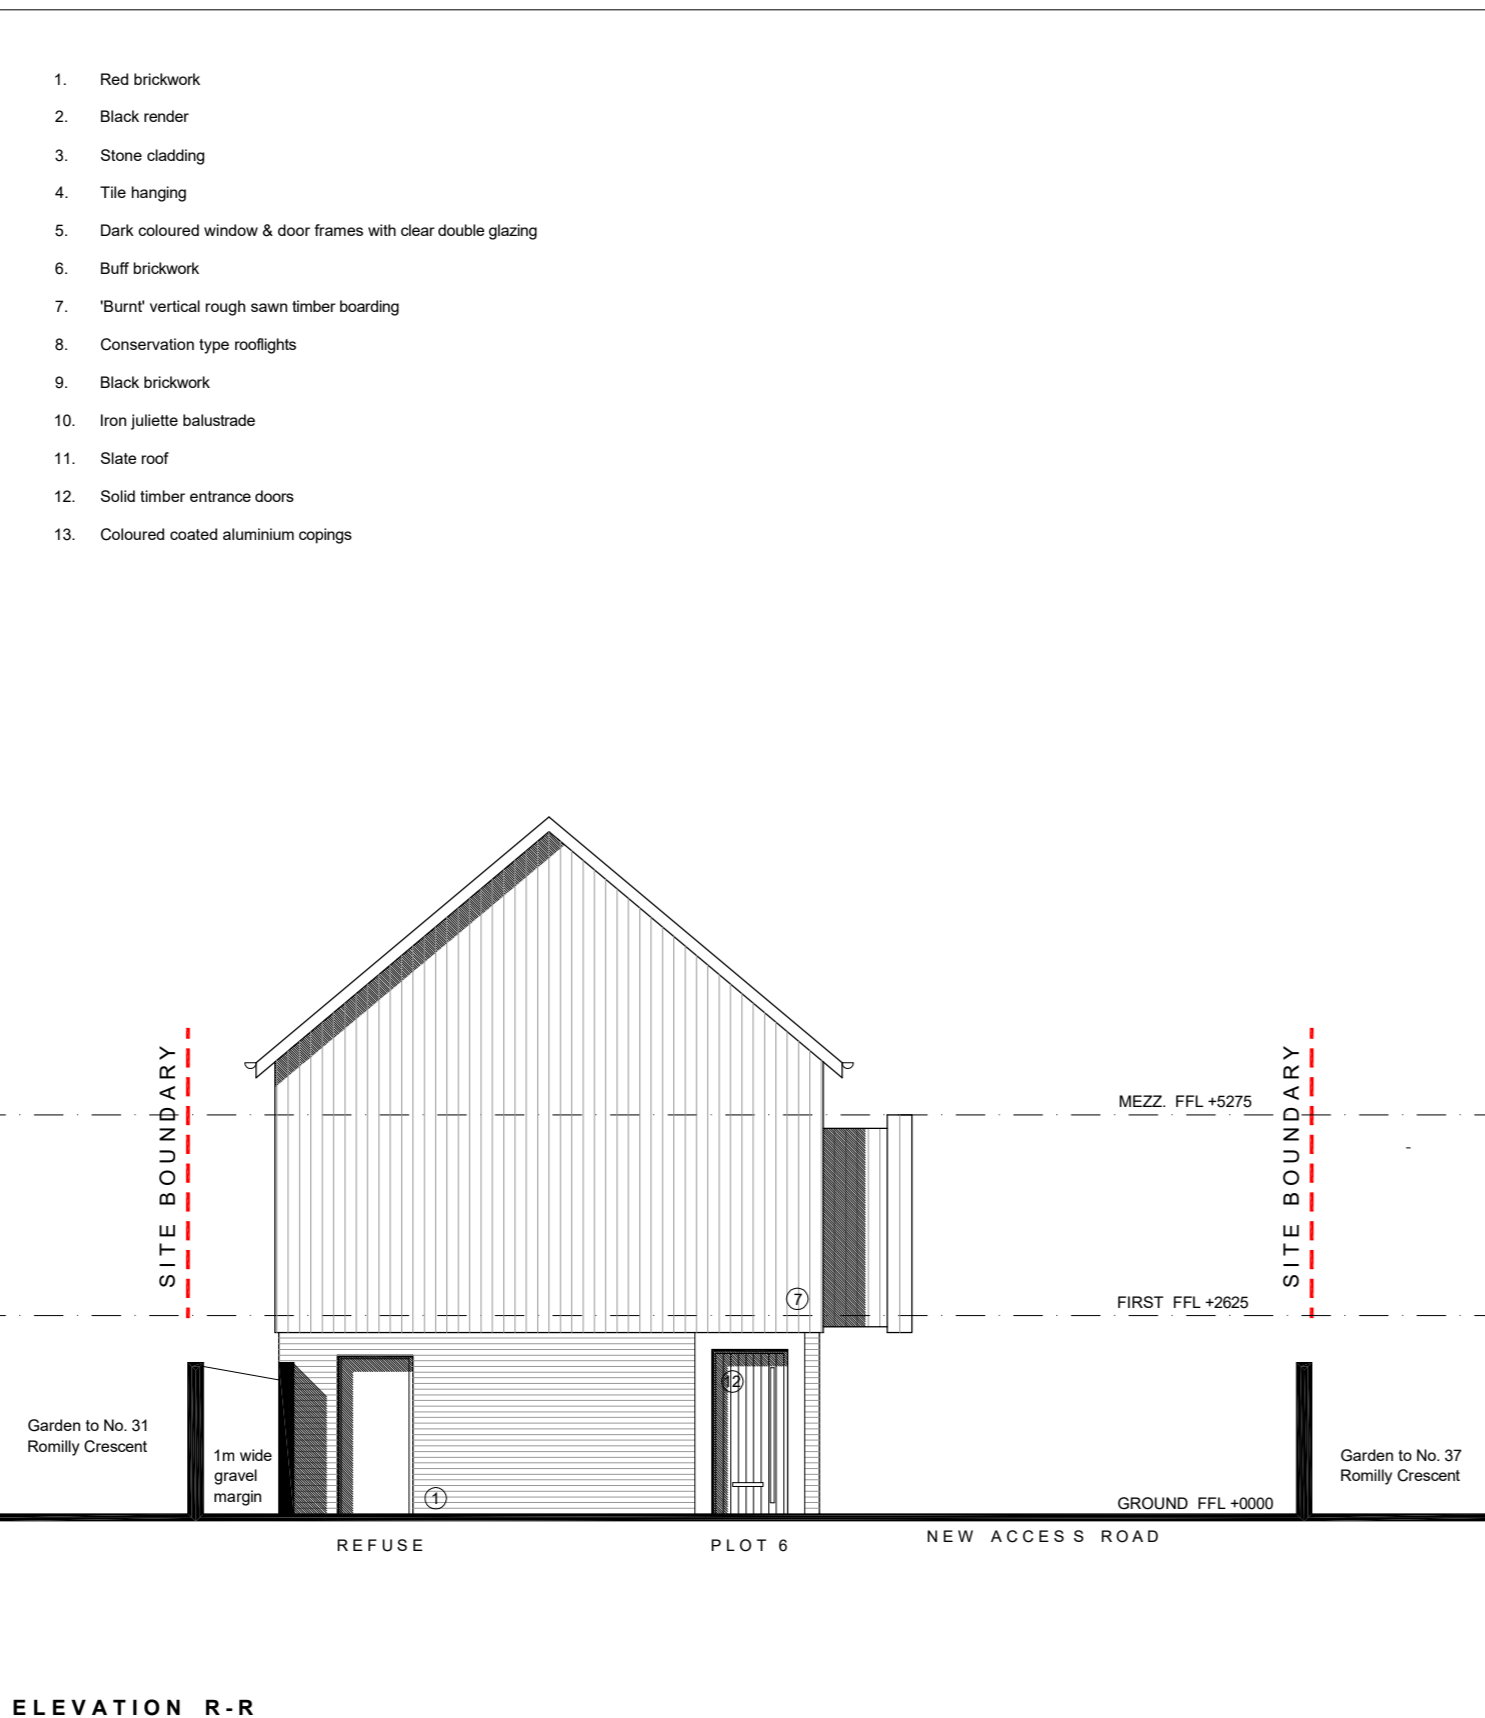 1. Red brickwork
2. Black render
3. Stone cladding
4. Tile hanging
5. Dark coloured window & door frames with clear double glazing
6. Buff brickwork
7. 'Burnt' vertical rough sawn timber boarding
8. Conservation type rooflights
9. Black brickwork
10. Iron juliette balustrade
11. Slate roof
12. Solid timber entrance doors
13. Coloured coated aluminium copings
SITE BOUNDARY
SITE BOUNDARY
MEZZ. FFL +5275
-
7
FIRST FFL +2625
12
Garden to No. 31
Romilly Crescent
1m wide
gravel
margin
1
Garden to No. 37
Romilly Crescent
GROUND FFL +0000
REFUSE
PLOT 6
NEW ACCESS ROAD
ELEVATION R-R